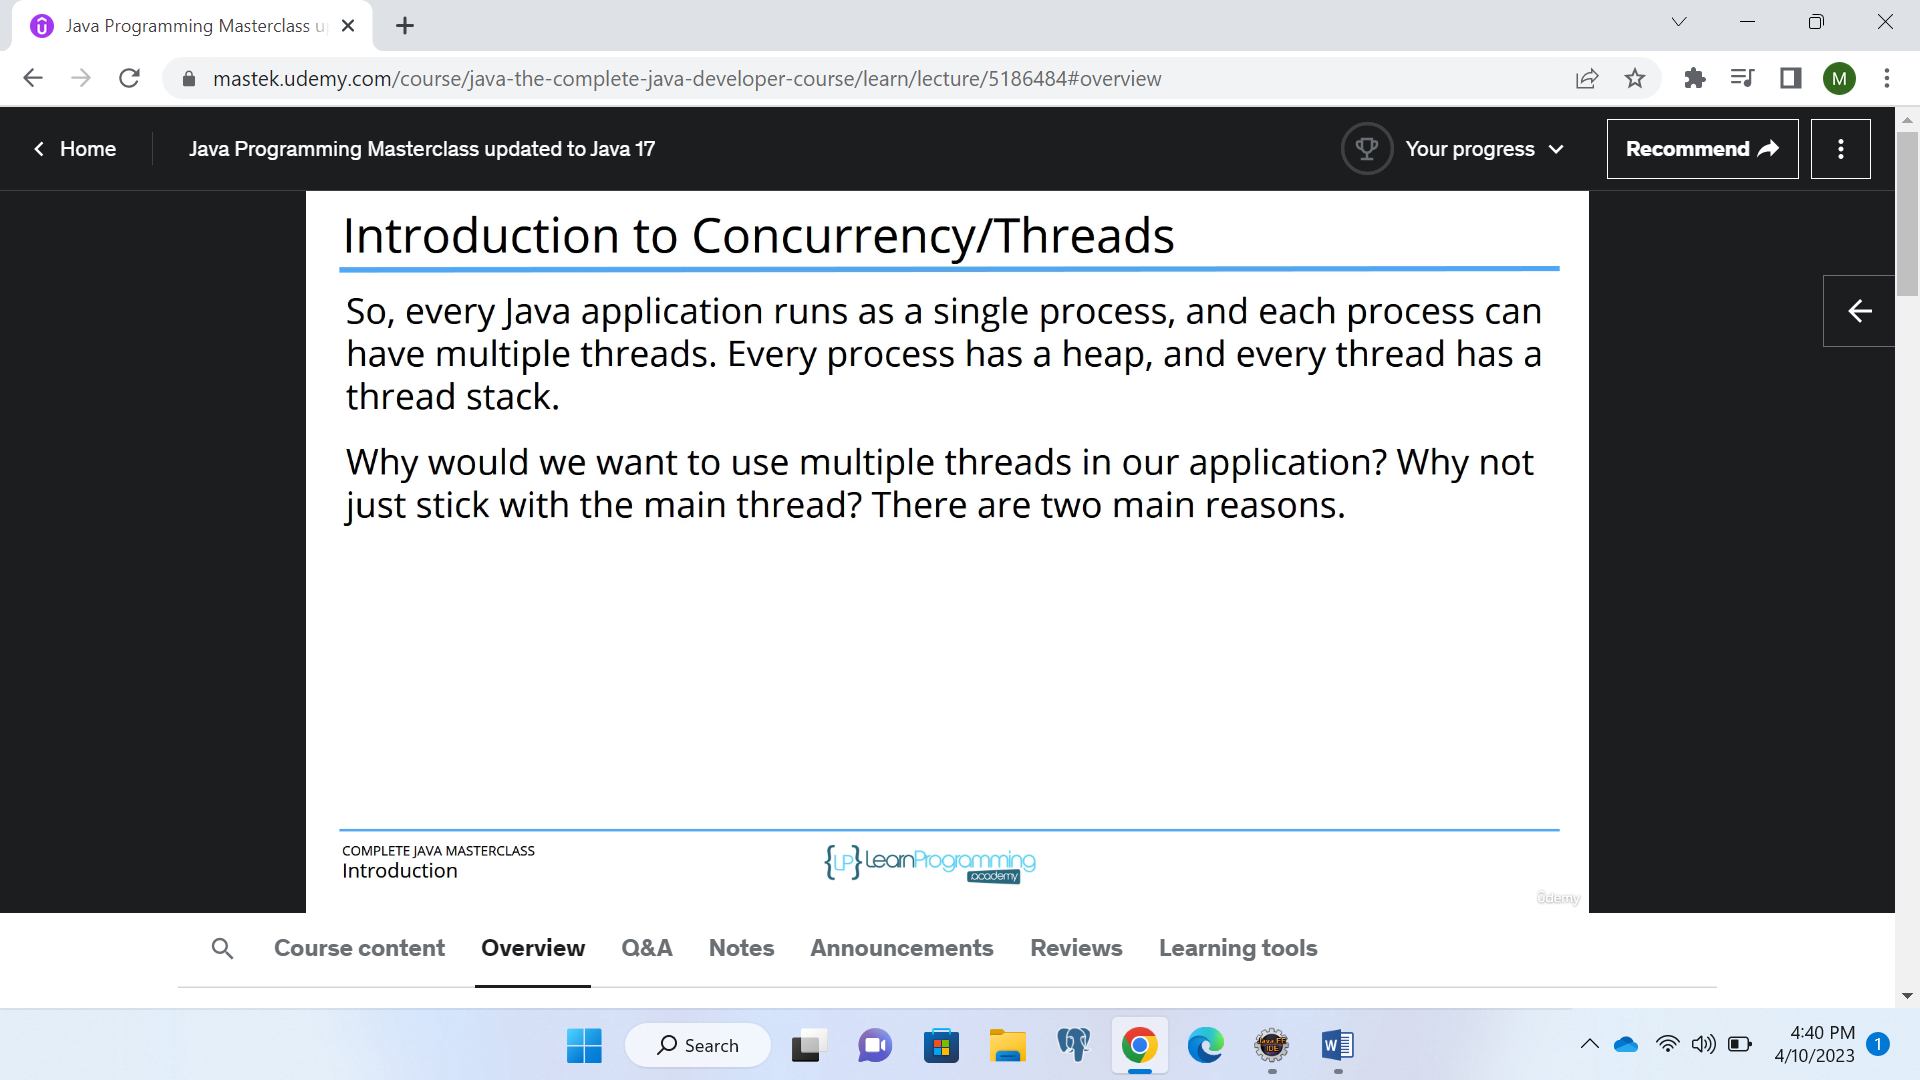 Java Programming Masterclass u
mastek.udemy.com/course/java-the-complete-java-developer-course/learn/lecture/5186484#overview
M
Home
Java Programming Masterclass updated to Java 17
Your progress
Recommend
Introduction to Concurrency/Threads
So, every Java application runs as a single process, and each process can
have multiple threads. Every process has a heap, and every thread has a
thread stack.
Why would we want to use multiple threads in our application? Why not
just stick with the main thread? There are two main reasons.
COMPLETE JAVA MASTERCLASS
Introduction
{LP} LearnProgramming
.academy
ûdemy
Course content
Overview
Q&A
Notes
Announcements
Reviews
Learning tools
Search
Java EE
IDE
W
4:40 PM
4/10/2023
1